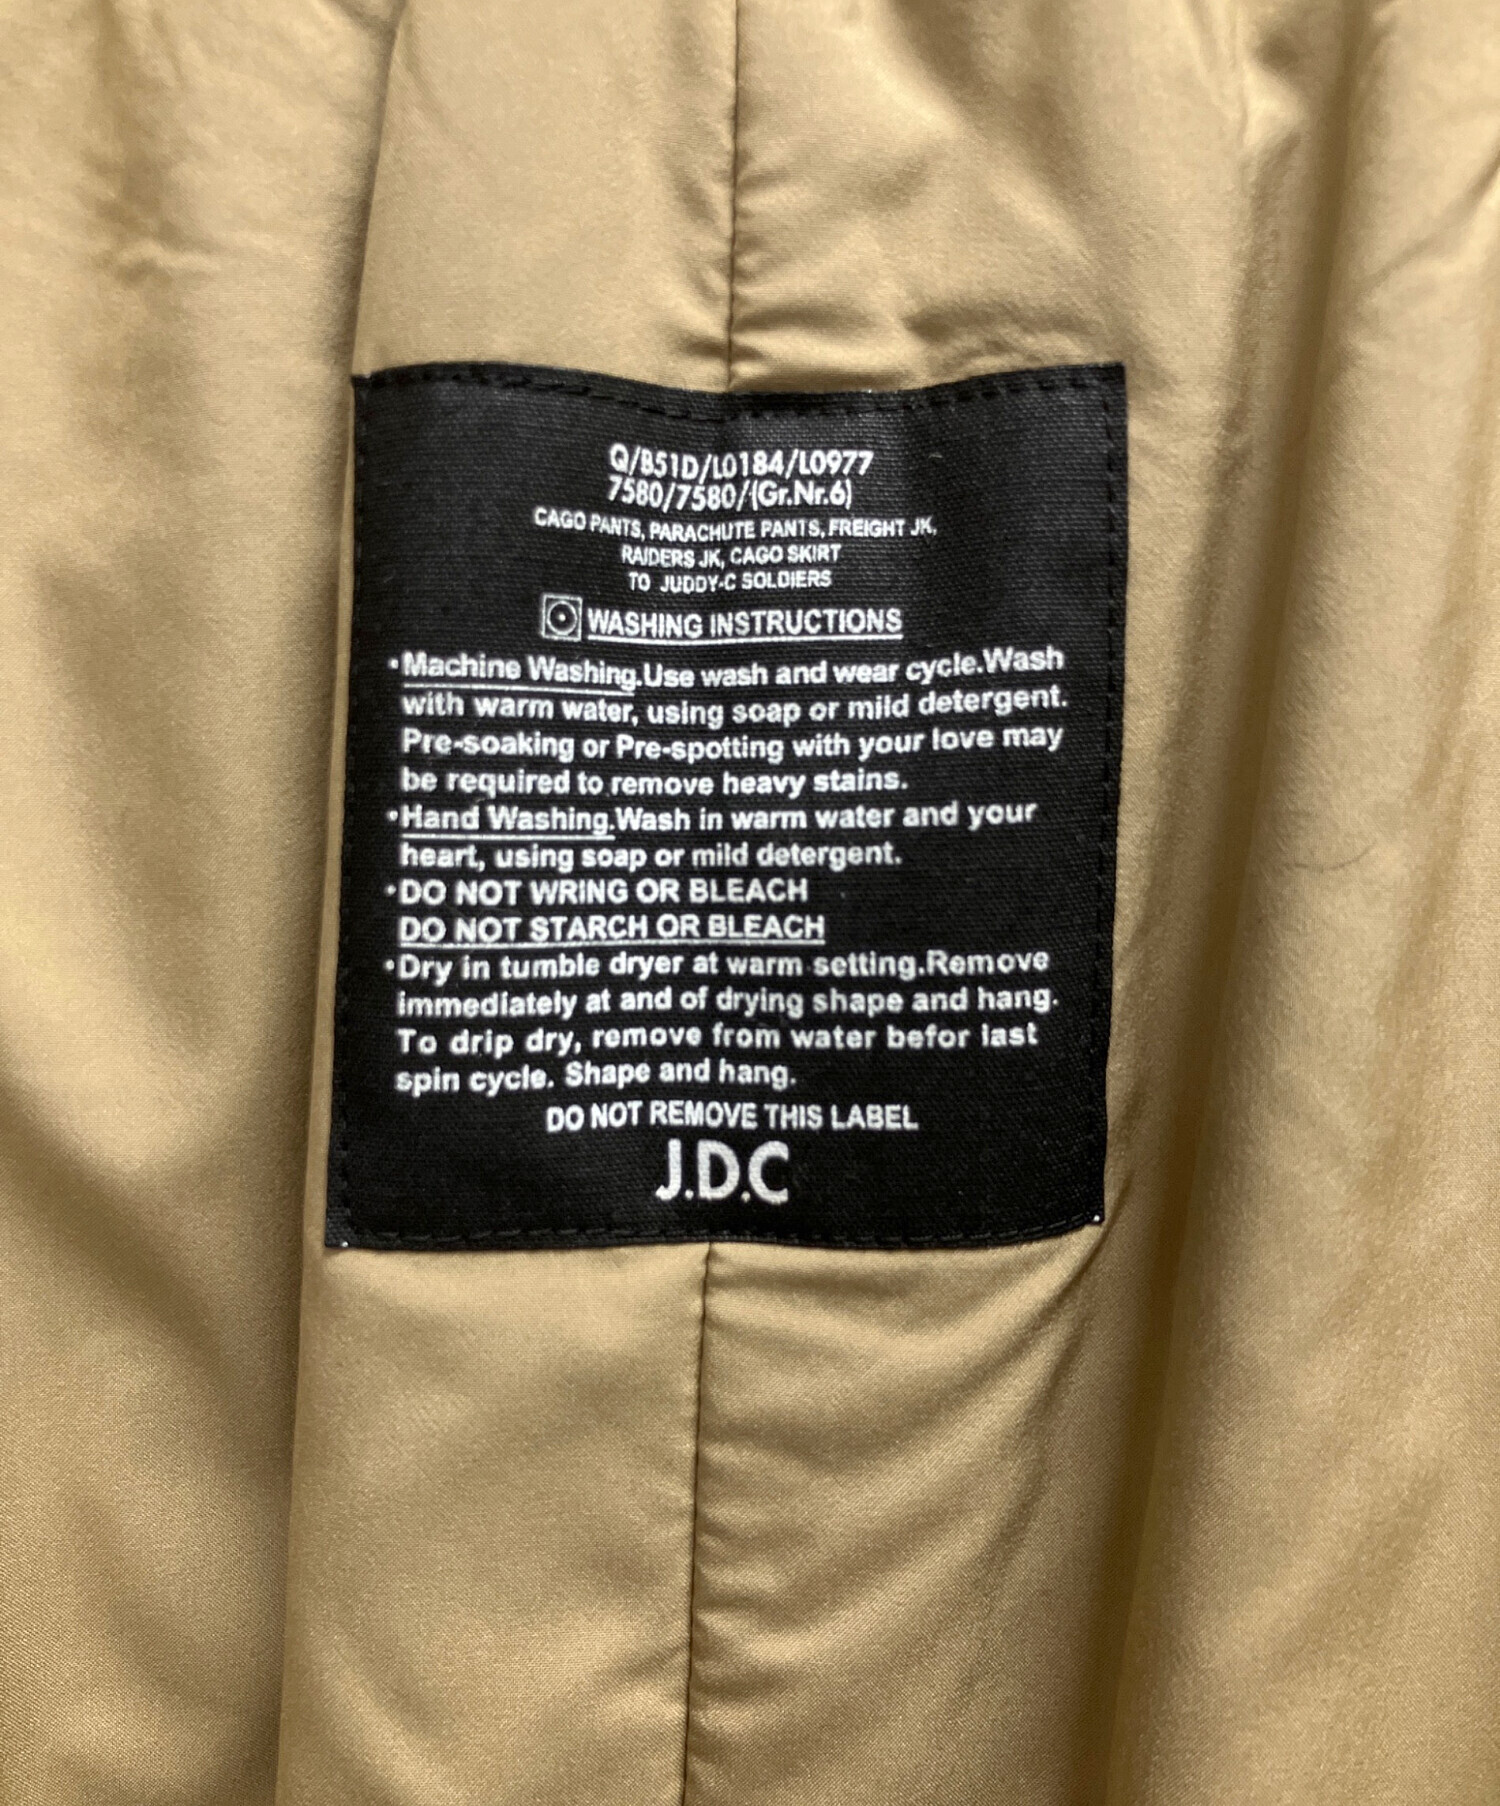 Q/B51D/L0184/L0977
7580/7580/(Gr.Nr.6)
CAGO PANTS, PARACHUTE PANTS, FREIGHT JK,
RAIDERS JK, CAGO SKIRT
TO JUDDY-C SOLDIERS
WASHING INSTRUCTIONS
•Machine Washing.Use wash and wear cycle.Wash
with warm water, using soap or mild detergent.
Pre-soaking or Pre-spotting with your love may
be required to remove heavy stains.
•Hand Washing.Wash in warm water and your
heart, using soap or mild detergent.
•DO NOT WRING OR BLEACH
DO NOT STARCH OR BLEACH
•Dry in tumble dryer at warm setting.Remove
immediately at and of drying shape and hang.
To drip dry, remove from water befor last
spin cycle. Shape and hang.
DO NOT REMOVE THIS LABEL
J.D.C